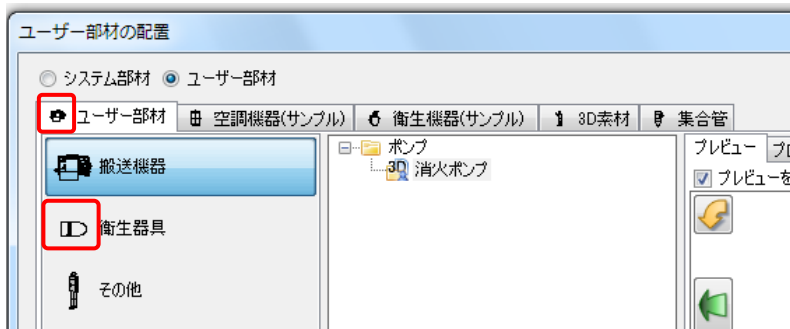 ユーザー部材の配置
システム部材 ユーザー部材
ユーザー部材 空調機器(サンプル) 衛生機器(サンプル) 3D素材 集合管
搬送機器
衛生器具
その他
ポンプ
3D 消火ポンプ
プレビュー
プレビューを